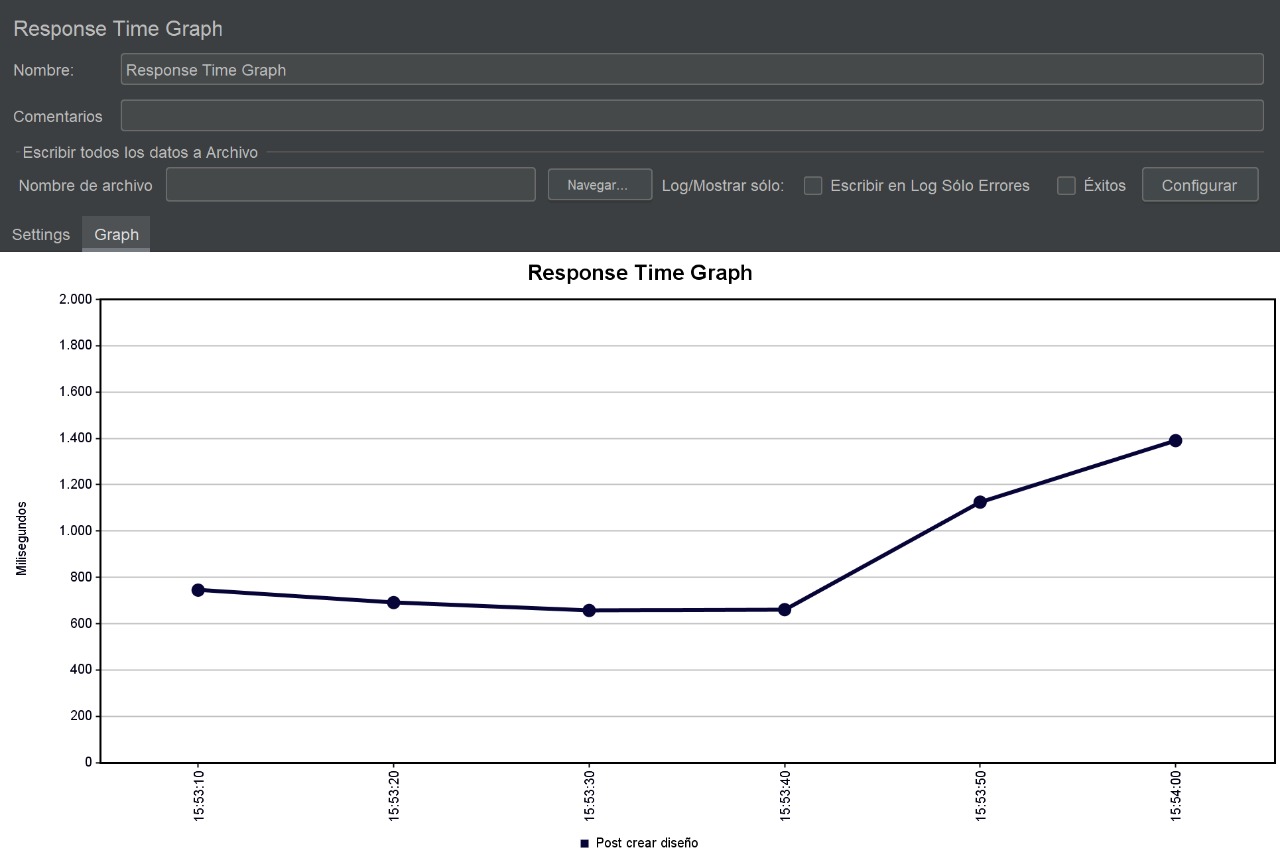 Response Time Graph
Nombre: Response Time Graph
Comentarios
Escribir todos los datos a Archivo
Nombre de archivo Navegar... Log/Mostrar sólo: Escribir en Log Sólo Errores Éxitos Configurar
Settings Graph
Response Time Graph
2.000
1.800
1.600
1.400
1.200
1.000
800
600
400
200
0
Milisegundos
15:53:10 15:53:20 15:53:30 15:53:40 15:53:50 15:54:00
Post crear diseño